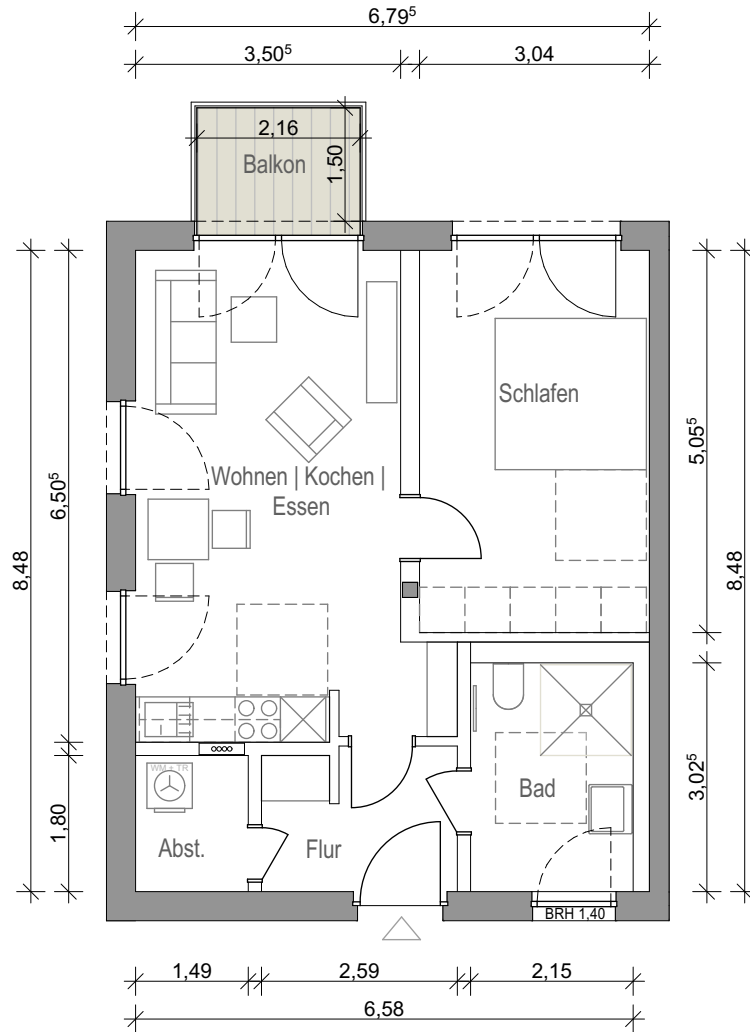 6,79⁵
3,50⁵
3,04
2,16
1,50
Balkon
Schlafen
5,05⁵
Wohnen | Kochen |
Essen
6,50⁵
8,48
8,48
Bad
3,02⁵
WM + TR
1,80
Abst.
Flur
BRH 1,40
1,49
2,59
2,15
6,58